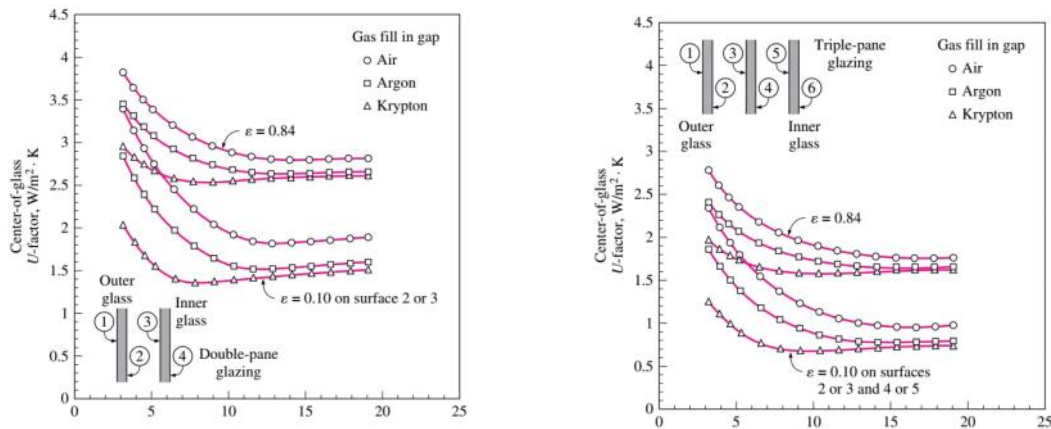 4.5
4
3.5
3
2.5
2
1.5
1
0.5
0
Center-of-glass
U-factor, W/m² · K
Gas fill in gap
Air
Argon
Krypton
ε = 0.84
ε = 0.10 on surface 2 or 3
Outer
glass
Inner
glass
1
3
2
4
Double-pane
glazing
0
5
10
15
20
25
4.5
4
3.5
3
2.5
2
1.5
1
0.5
0
Center-of-glass
U-factor, W/m² · K
1
3
5
2
4
6
Triple-pane
glazing
Outer
glass
Inner
glass
Gas fill in gap
Air
Argon
Krypton
ε = 0.84
ε = 0.10 on surfaces
2 or 3 and 4 or 5
0
5
10
15
20
25